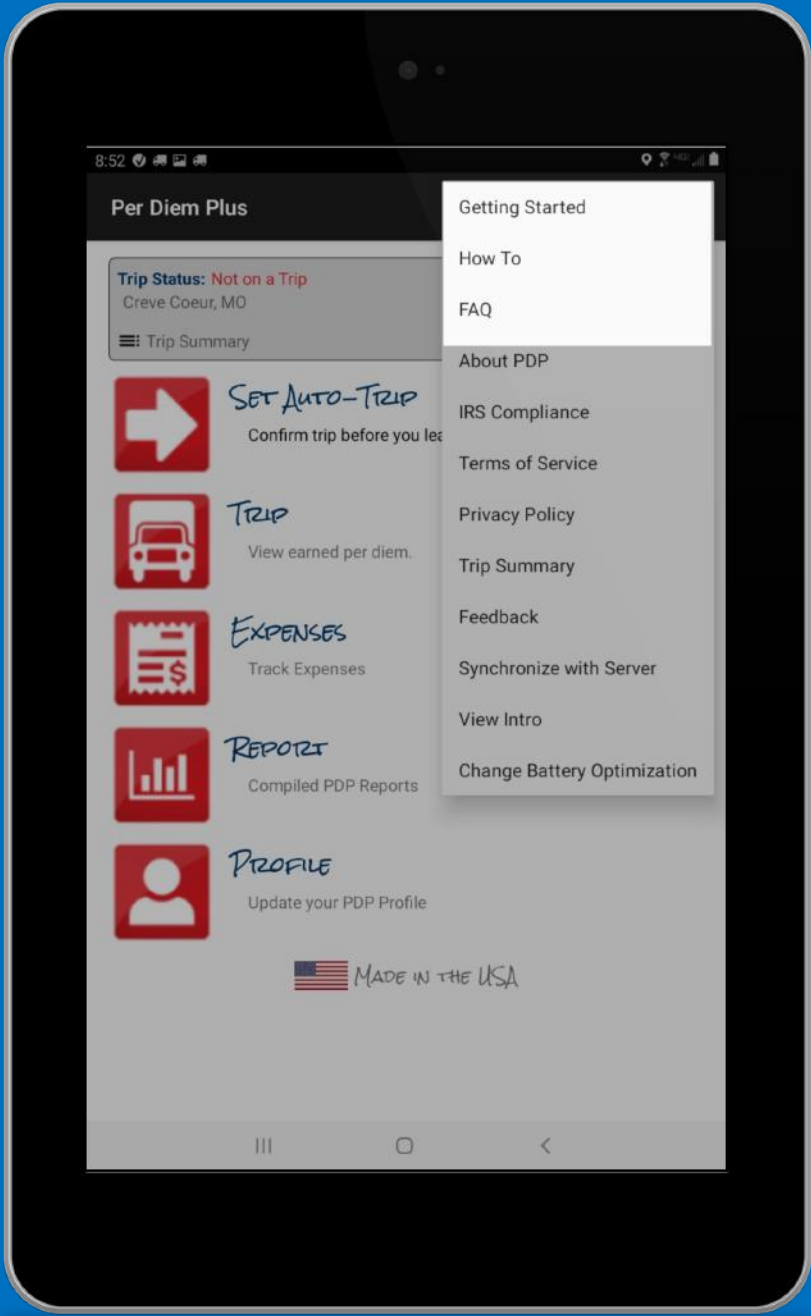 8:52
Per Diem Plus
Getting Started
How To
FAQ
About PDP
IRS Compliance
Terms of Service
Privacy Policy
Trip Summary
Feedback
Synchronize with Server
View Intro
Change Battery Optimization
Trip Status: Not on a Trip
Creve Coeur, MO
Trip Summary
SET AUTO-TRIP
Confirm trip before you lea
TRIP
View earned per diem.
EXPENSES
Track Expenses
REPORT
Compiled PDP Reports
PROFILE
Update your PDP Profile
MADE IN THE USA